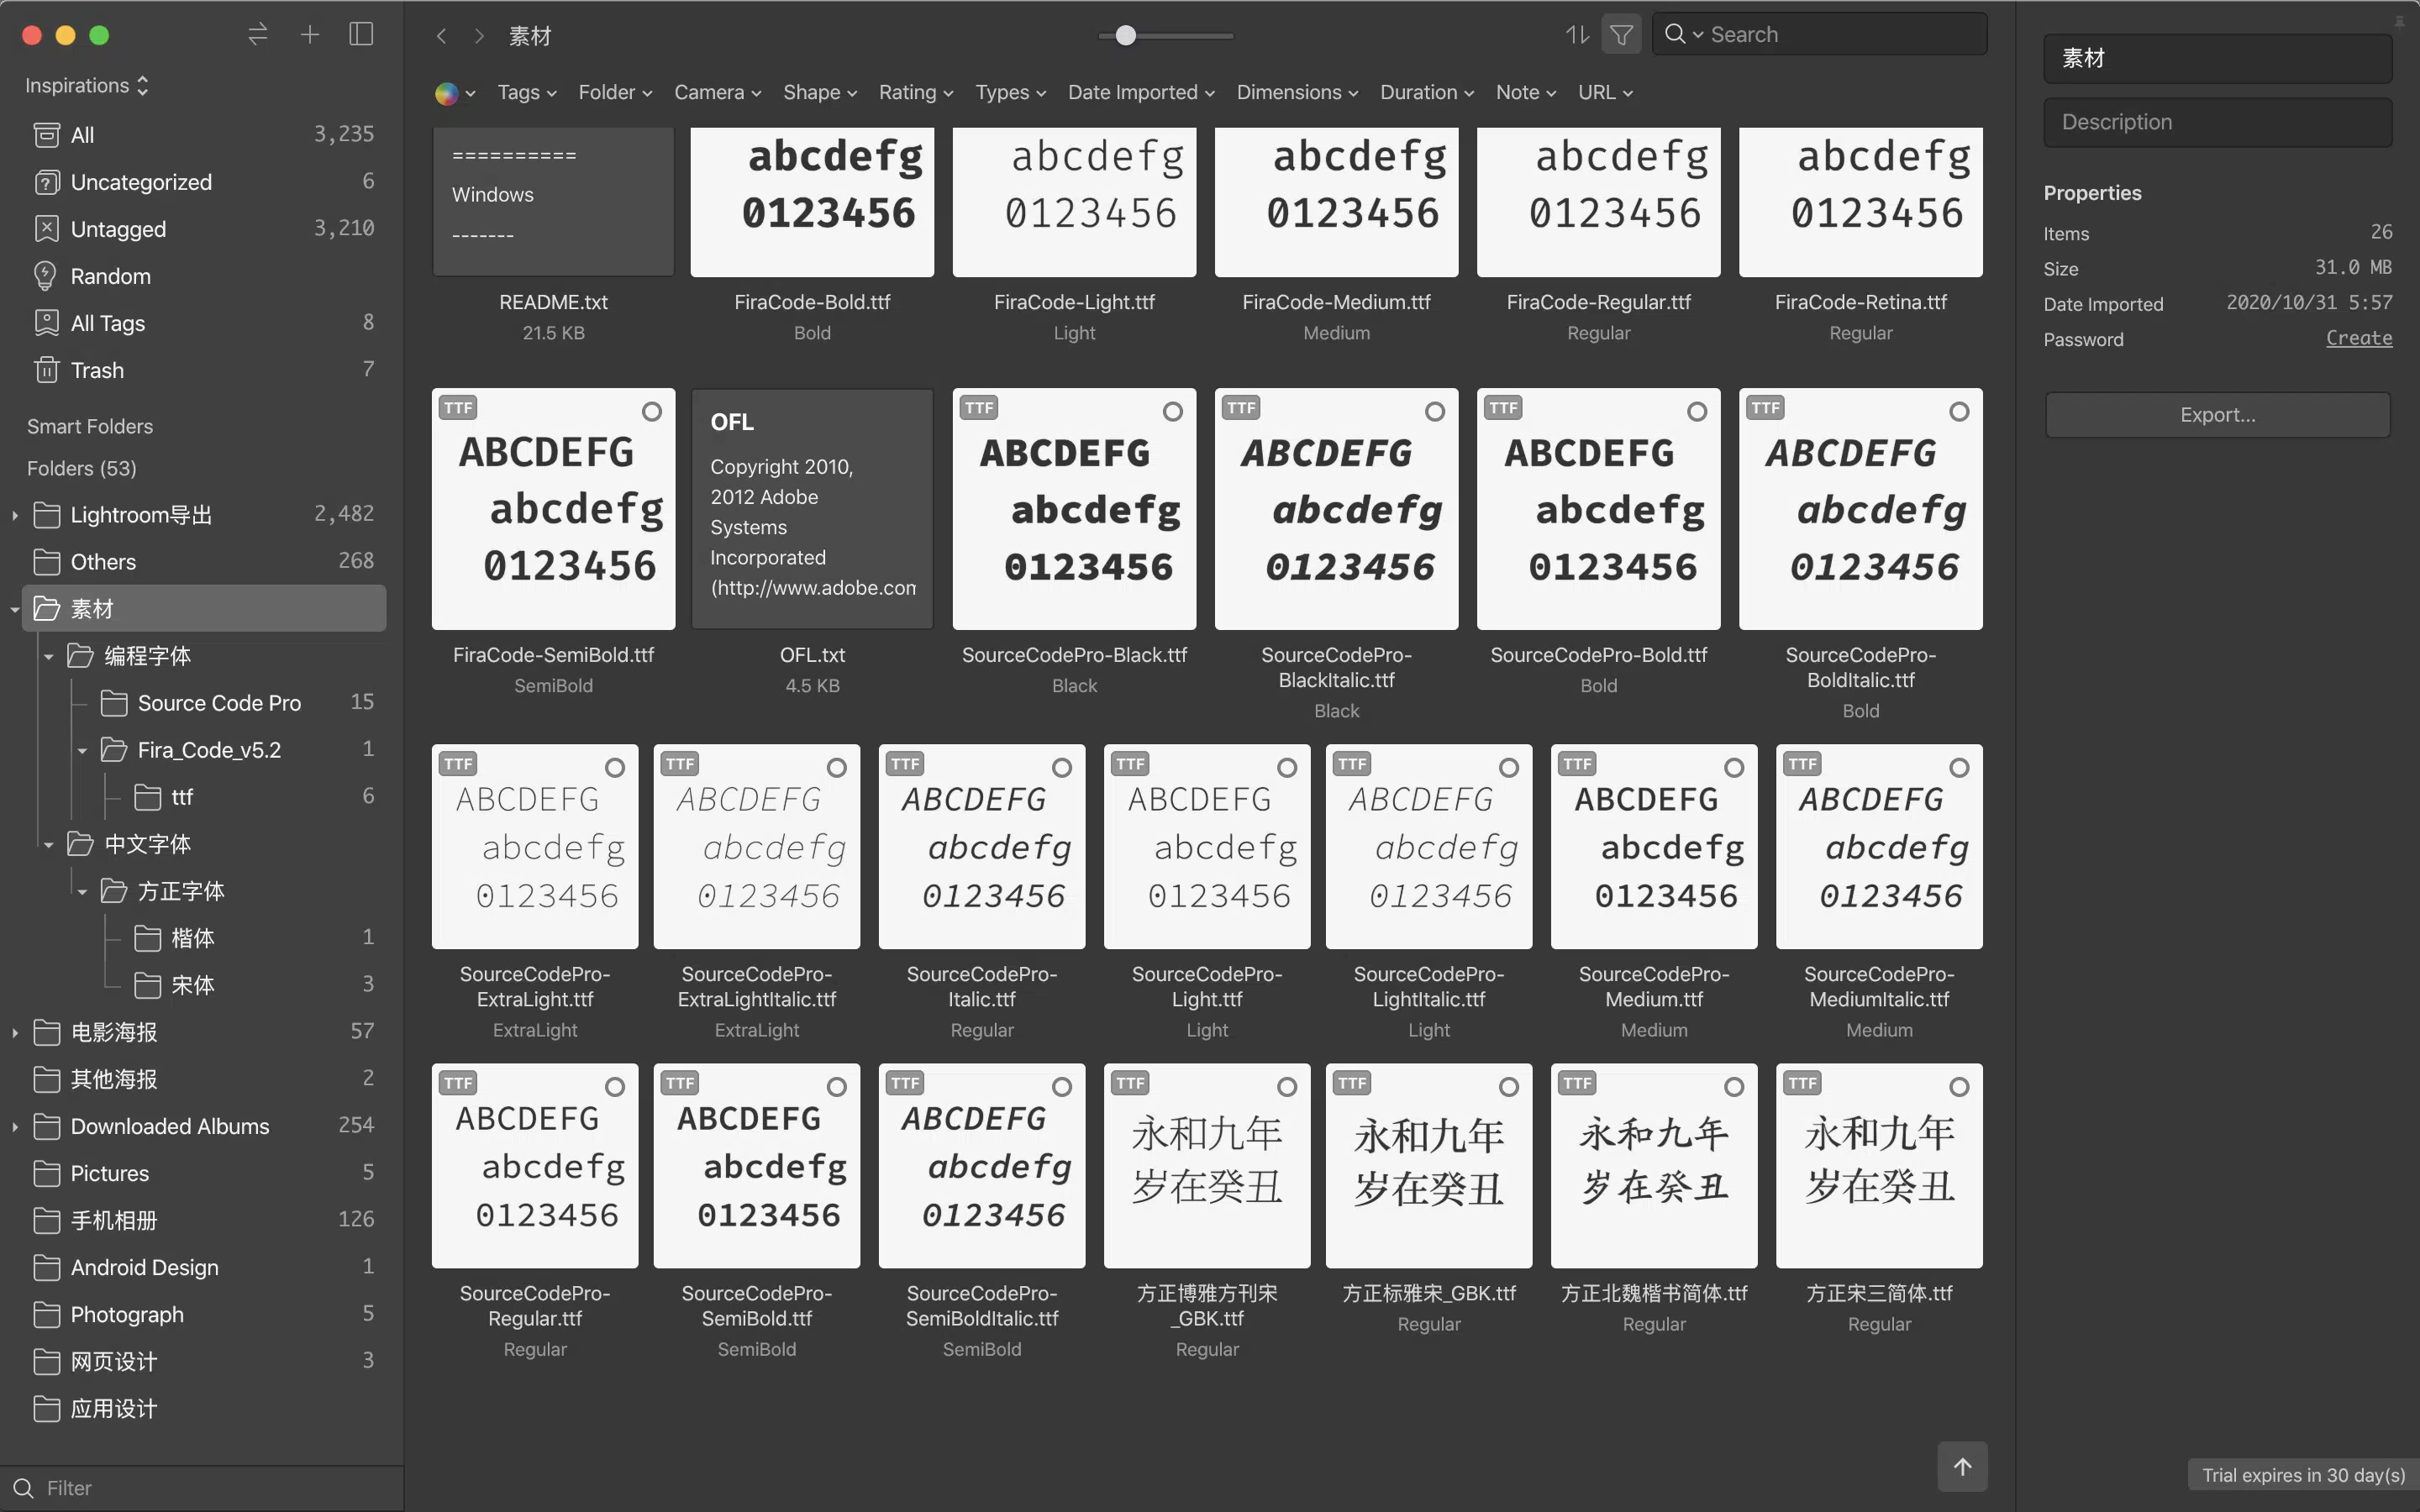 素材
Search
Inspirations
All 3,235
Uncategorized 6
Untagged 3,210
Random
All Tags 8
Trash 7
Smart Folders
Folders (53)
Lightroom导出 2,482
Others 268
素材
编程字体
Source Code Pro 15
Fira_Code_v5.2 1
ttf 6
中文字体
方正字体
楷体 1
宋体 3
电影海报 57
其他海报 2
Downloaded Albums 254
Pictures 5
手机相册 126
Android Design 1
Photograph 5
网页设计 3
应用设计
Filter
Tags Folder Camera Shape Rating Types Date Imported Dimensions Duration Note URL
==========
Windows
-------
README.txt
21.5 KB
abcdefg
0123456
FiraCode-Bold.ttf
Bold
abcdefg
0123456
FiraCode-Light.ttf
Light
abcdefg
0123456
FiraCode-Medium.ttf
Medium
abcdefg
0123456
FiraCode-Regular.ttf
Regular
abcdefg
0123456
FiraCode-Retina.ttf
Regular
TTF
ABCDEFG
abcdefg
0123456
FiraCode-SemiBold.ttf
SemiBold
OFL
Copyright 2010,
2012 Adobe
Systems
Incorporated
(http://www.adobe.con
OFL.txt
4.5 KB
TTF
ABCDEFG
abcdefg
0123456
SourceCodePro-Black.ttf
Black
TTF
ABCDEFG
abcdefg
0123456
SourceCodePro-
BlackItalic.ttf
Black
TTF
ABCDEFG
abcdefg
0123456
SourceCodePro-Bold.ttf
Bold
TTF
ABCDEFG
abcdefg
0123456
SourceCodePro-
BoldItalic.ttf
Bold
TTF
ABCDEFG
abcdefg
0123456
SourceCodePro-
ExtraLight.ttf
ExtraLight
TTF
ABCDEFG
abcdefg
0123456
SourceCodePro-
ExtraLightItalic.ttf
ExtraLight
TTF
ABCDEFG
abcdefg
0123456
SourceCodePro-
Italic.ttf
Regular
TTF
ABCDEFG
abcdefg
0123456
SourceCodePro-
Light.ttf
Light
TTF
ABCDEFG
abcdefg
0123456
SourceCodePro-
LightItalic.ttf
Light
TTF
ABCDEFG
abcdefg
0123456
SourceCodePro-
Medium.ttf
Medium
TTF
ABCDEFG
abcdefg
0123456
SourceCodePro-
MediumItalic.ttf
Medium
TTF
ABCDEFG
abcdefg
0123456
SourceCodePro-
Regular.ttf
Regular
TTF
ABCDEFG
abcdefg
0123456
SourceCodePro-
SemiBold.ttf
SemiBold
TTF
ABCDEFG
abcdefg
0123456
SourceCodePro-
SemiBoldItalic.ttf
SemiBold
TTF
永和九年
岁在癸丑
方正博雅方刊宋
_GBK.ttf
Regular
TTF
永和九年
岁在癸丑
方正标雅宋_GBK.ttf
Regular
TTF
永和九年
岁在癸丑
方正北魏楷书简体.ttf
Regular
TTF
永和九年
岁在癸丑
方正宋三简体.ttf
Regular
素材
Description
Properties
Items 26
Size 31.0 MB
Date Imported 2020/10/31 5:57
Password Create
Export...
Trial expires in 30 day(s)